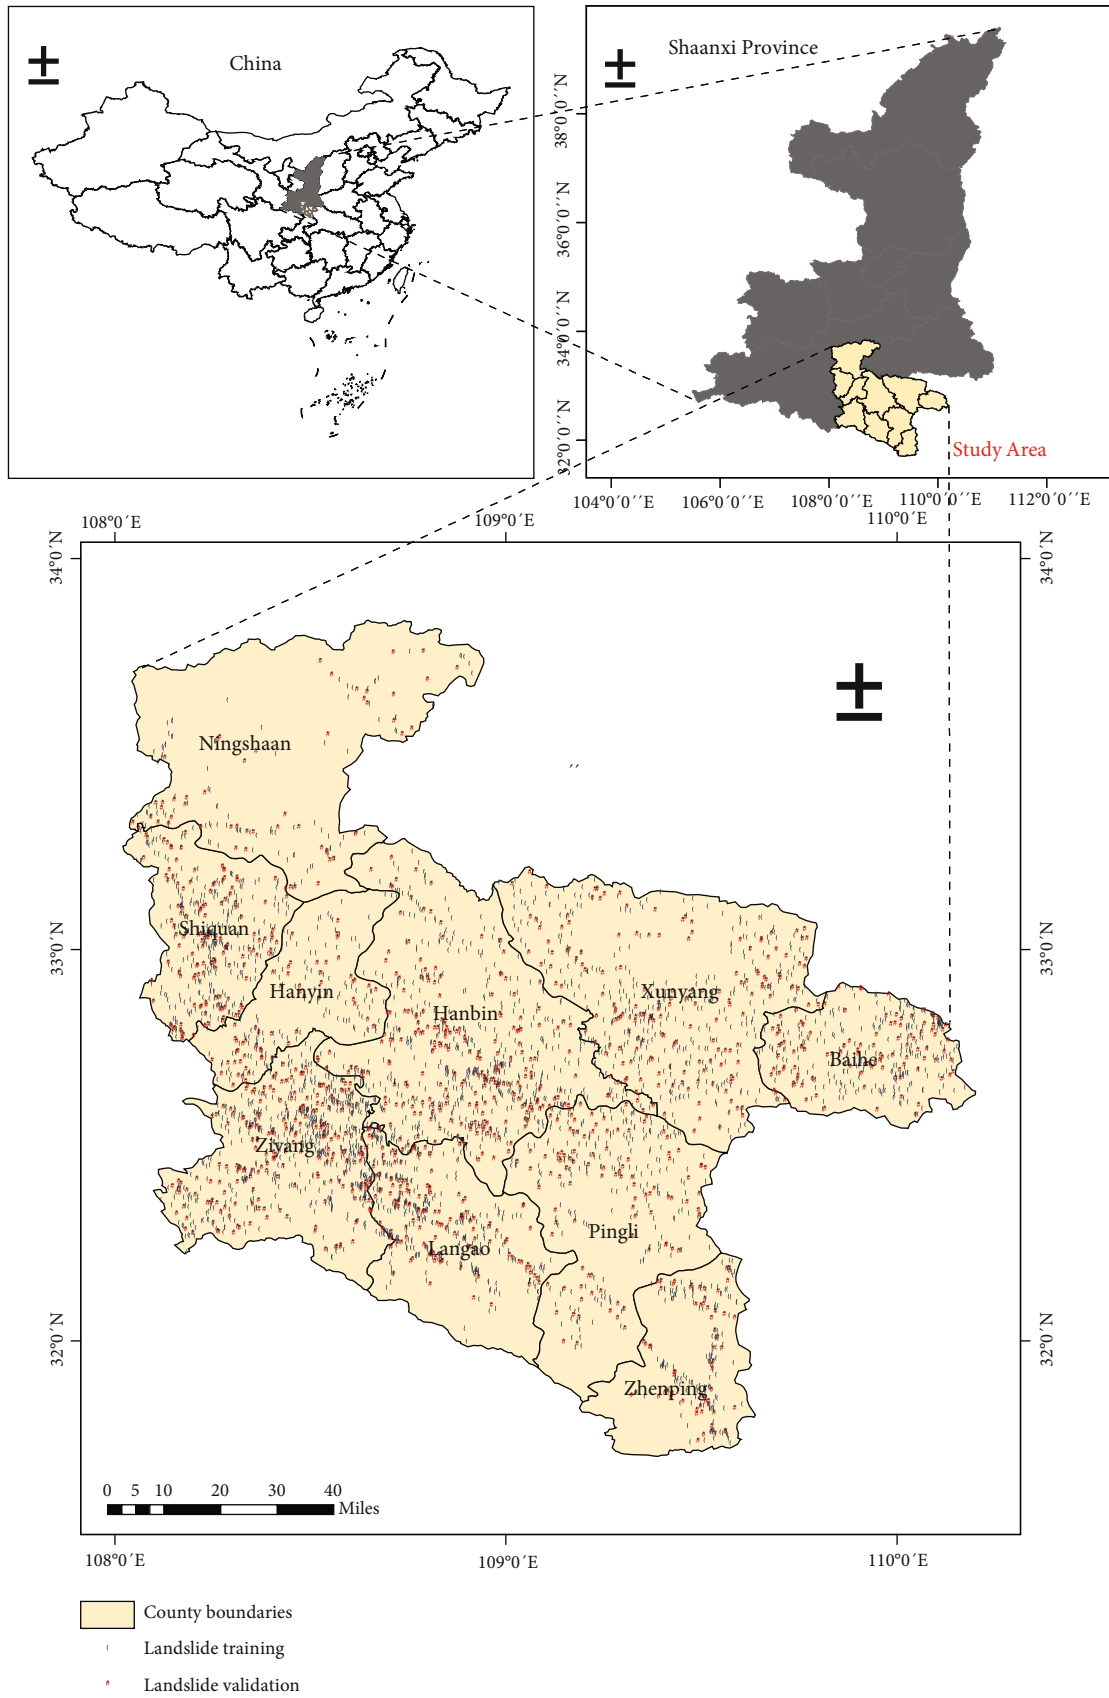 China
Shaanxi Province
38°0′0′′N
36°0′0′′N
34°0′0′′N
32°0′0′′N
Study Area
104°0′0′′E
106°0′0′′E
108°0′0′′E
110°0′0′′E
112°0′0′′E
108°0′E
109°0′E
110°0′E
34°0′N
34°0′N
Ningshaan
′′
Shiquan
33°0′N
33°0′N
Hanyin
Hanbin
Xunyang
Baihe
Ziyang
Langao
Pingli
32°0′N
32°0′N
Zhenping
0 5 10 20 30 40
Miles
108°0′E
109°0′E
110°0′E
County boundaries
Landslide training
Landslide validation